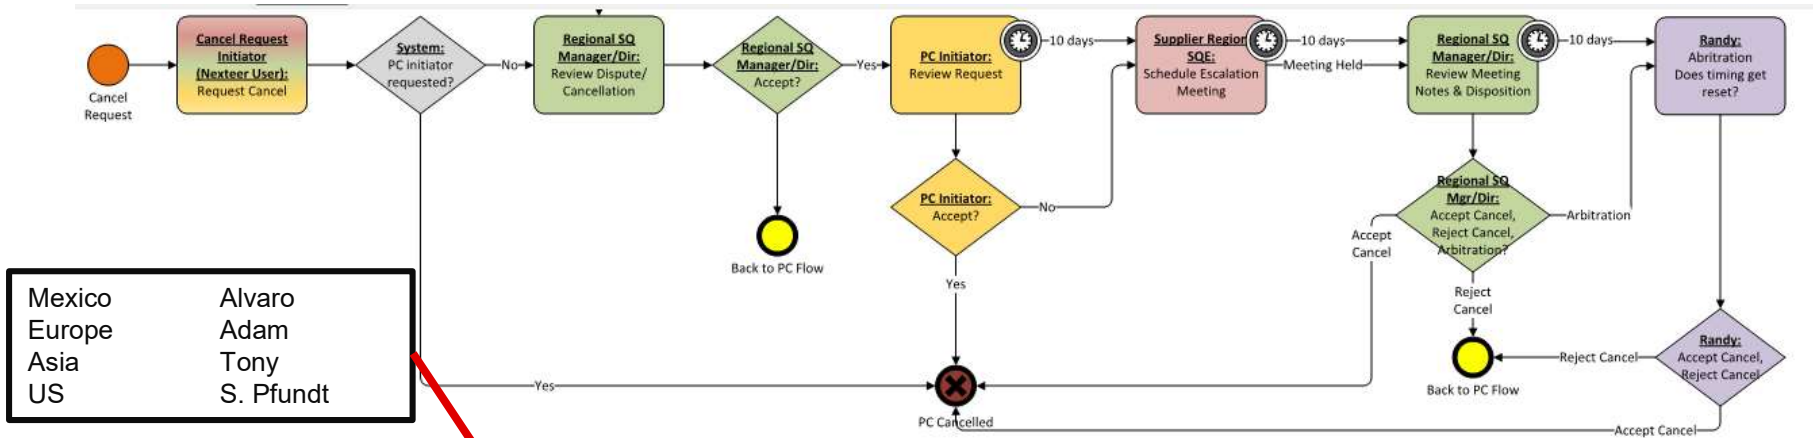 Cancel Request
Cancel Request
Initiator
(Nexteer User):
Request Cancel
System:
PC initiator
requested?
No
Regional SQ
Manager/Dir:
Review Dispute/
Cancellation
Regional SQ
Manager/Dir:
Accept?
Yes
PC Initiator:
Review Request
10 days
Supplier Region
SQE:
Schedule Escalation
Meeting
10 days
Meeting Held
Regional SQ
Manager/Dir:
Review Meeting
Notes & Disposition
10 days
Randy:
Abritration
Does timing get
reset?
Back to PC Flow
PC Initiator:
Accept?
No
Yes
Regional SQ
Mgr/Dir:
Accept Cancel,
Reject Cancel,
Arbitration?
Arbitration
Accept
Cancel
Reject
Cancel
Back to PC Flow
Randy:
Accept Cancel,
Reject Cancel
Reject Cancel
Accept Cancel
Yes
PC Cancelled
Mexico Alvaro
Europe Adam
Asia Tony
US S. Pfundt